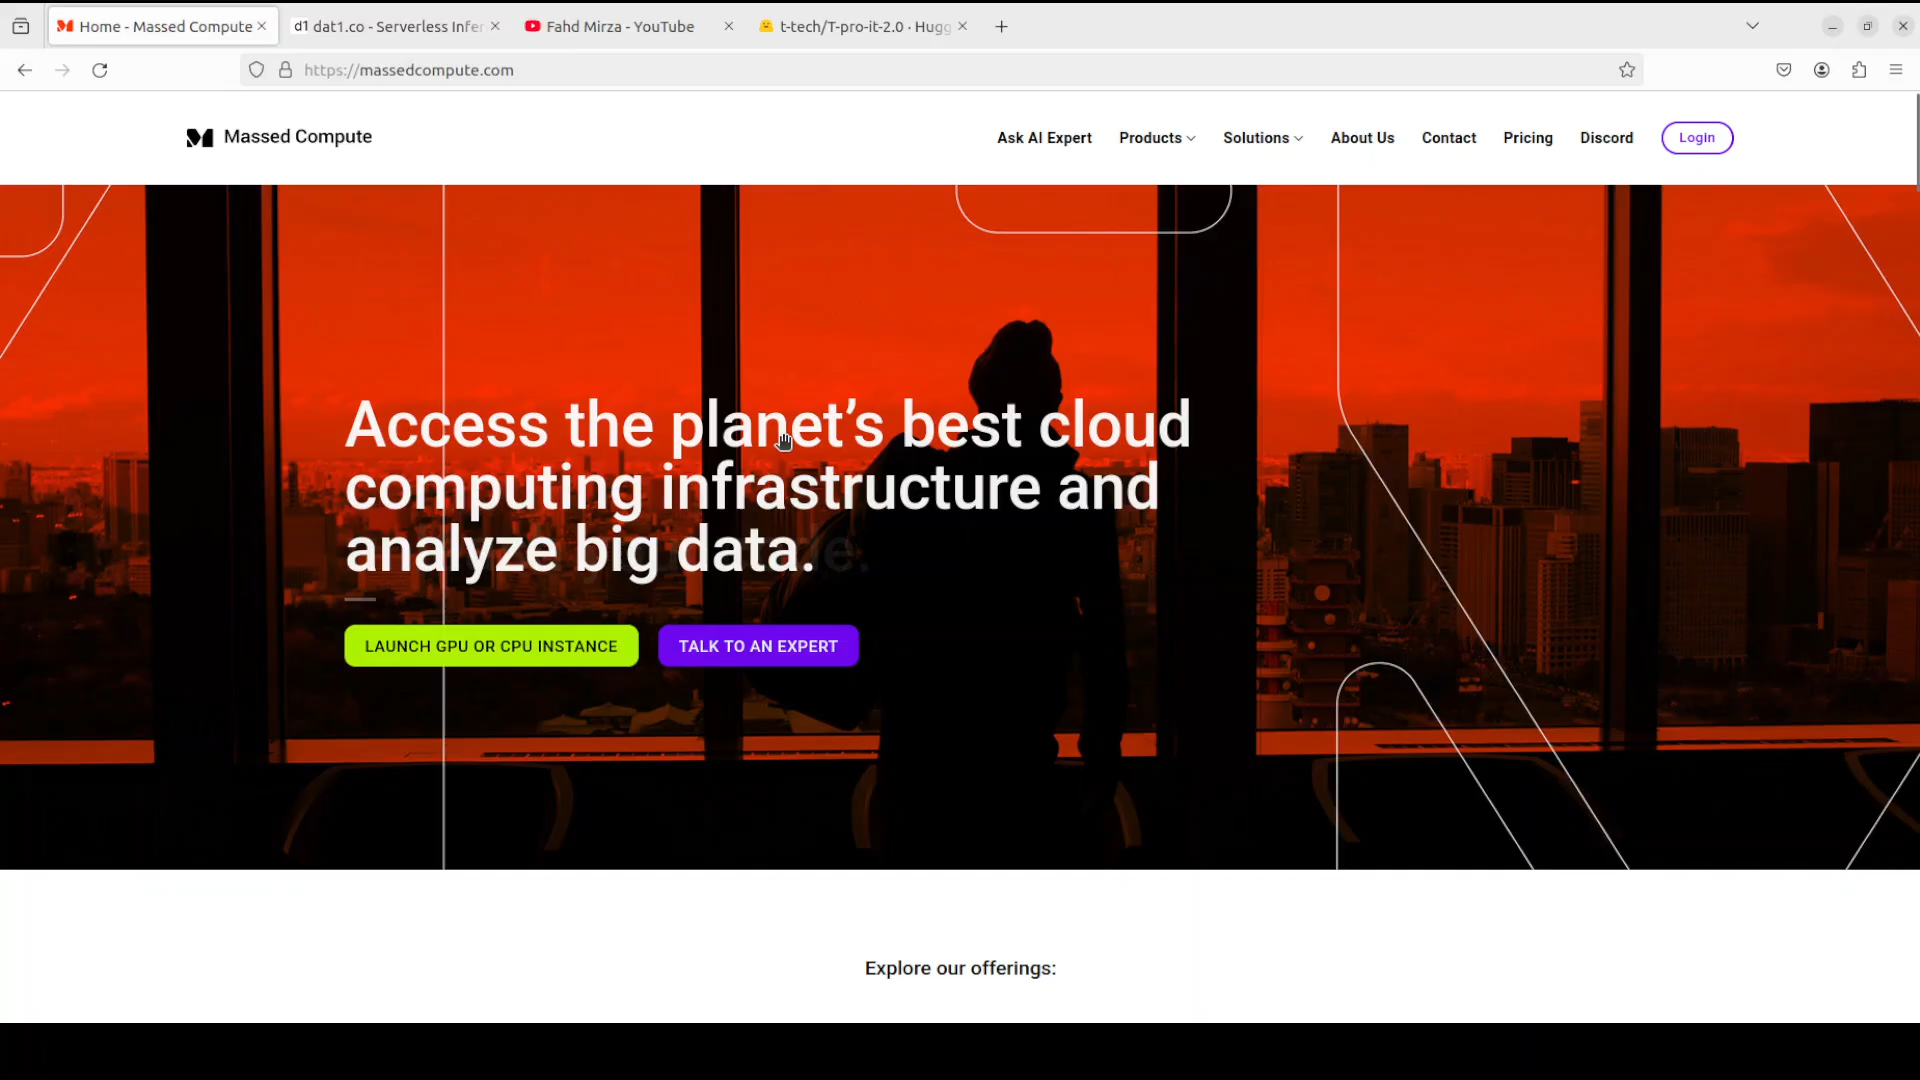 Home - Massed Compute
d1 dat1.co - Serverless Infer
Fahd Mirza - YouTube
t-tech/T-pro-it-2.0 · Hugg
https://massedcompute.com
Massed Compute
Ask AI Expert
Products
Solutions
About Us
Contact
Pricing
Discord
Login
Access the planet’s best cloud
computing infrastructure and
analyze big data.
LAUNCH GPU OR CPU INSTANCE
TALK TO AN EXPERT
Explore our offerings: